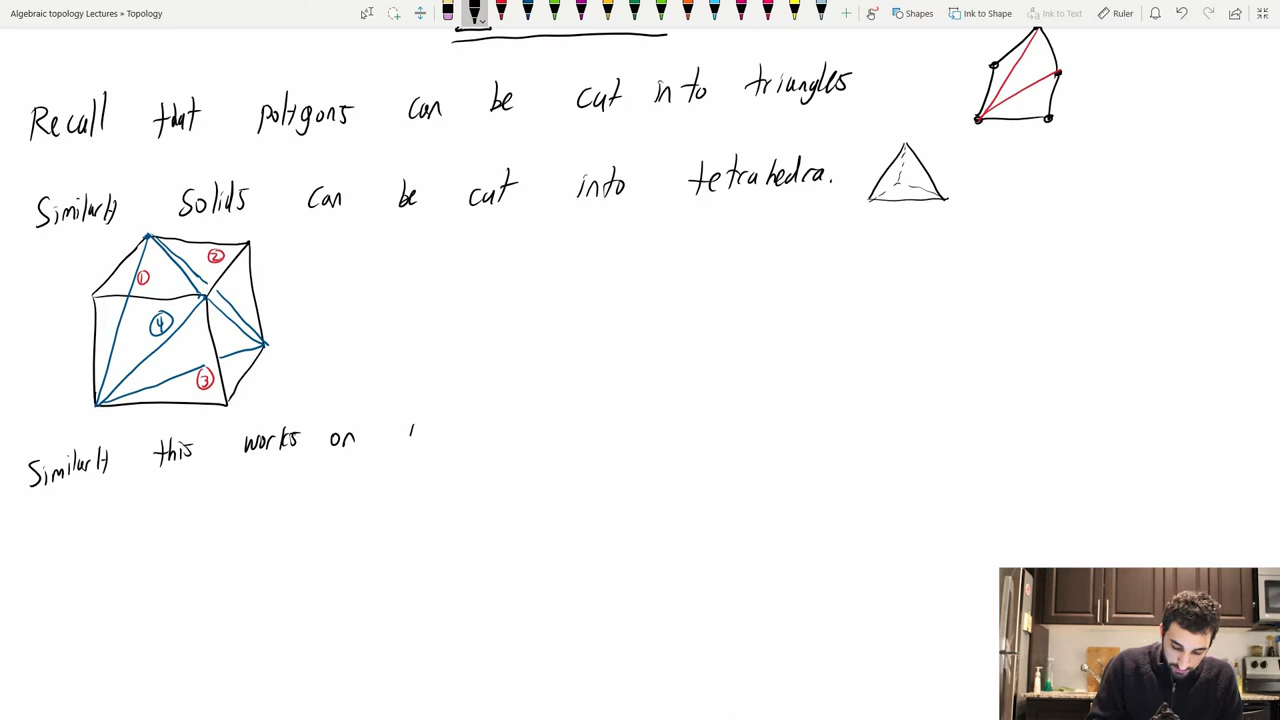 Algebraic topology Lectures » Topology
Shapes Ink to Shape Ink to Text Ruler
Recall that polygons can be cut into triangles
Similarly solids can be cut into tetrahedra.
1 2
4
3
Similarly this works on